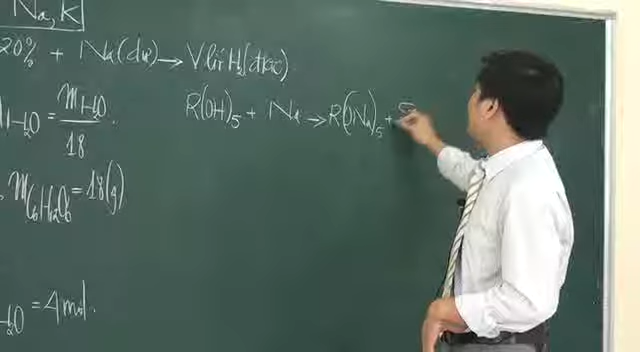 Na, K
20% + Na(dư) → V lít H₂(đktc)
R(OH)₅ + Na → R(ONa)₅ + 5
H₂O = mH₂O / 18
mC₆H₁₂O₆ = 18(g)
H₂O = 4 mol.